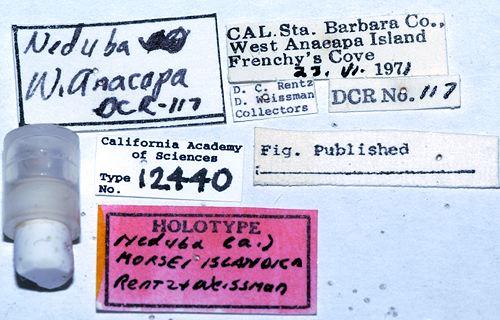 Neduba
W. Anacapa
DCR-117
CAL. Sta. Barbara Co.,
West Anacapa Island
Frenchy's Cove
23. VI. 1971
D. C. Rentz
D. Weissman
Collectors
DCR No. 117
California Academy
of Sciences
Type
No. 12440
Fig. Published
HOLOTYPE
Neduba (a.)
MORSEI ISLANDICA
Rentz & Weissman